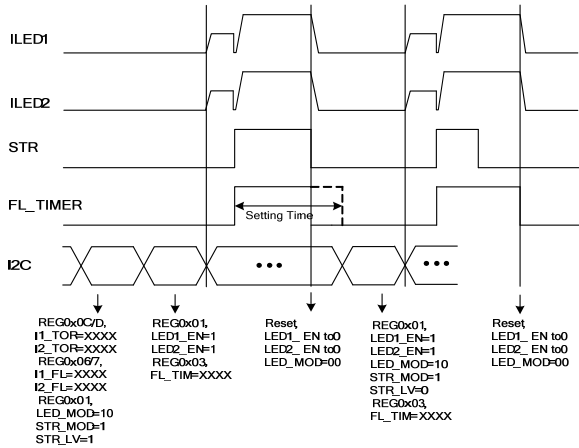 ILED1
ILED2
STR
FL_TIMER
Setting Time
I2C
•••
•••
REG0x0C/D,
I1_TOR=XXXX
I2_TOR=XXXX
REG0x06/7,
I1_FL=XXXX
I2_FL=XXXX
REG0x01,
LED_MOD=10
STR_MOD=1
STR_LV=1
REG0x01,
LED1_EN=1
LED2_EN=1
REG0x03,
FL_TIM=XXXX
Reset,
LED1_ EN to0
LED2_ EN to0
LED_MOD=00
REG0x01,
LED1_EN=1
LED2_EN=1
LED_MOD=10
STR_MOD=1
STR_LV=0
REG0x03,
FL_TIM=XXXX
Reset,
LED1_ EN to0
LED2_ EN to0
LED_MOD=00